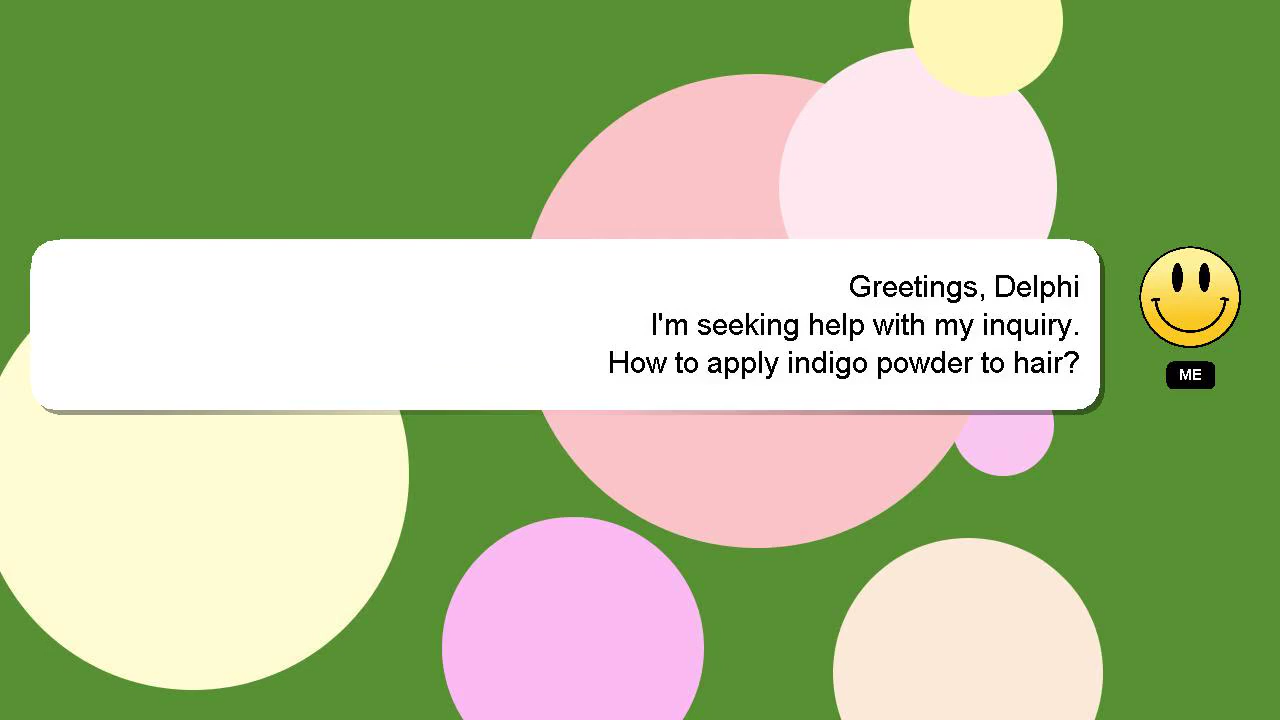 Greetings, Delphi
I'm seeking help with my inquiry.
How to apply indigo powder to hair?
ME